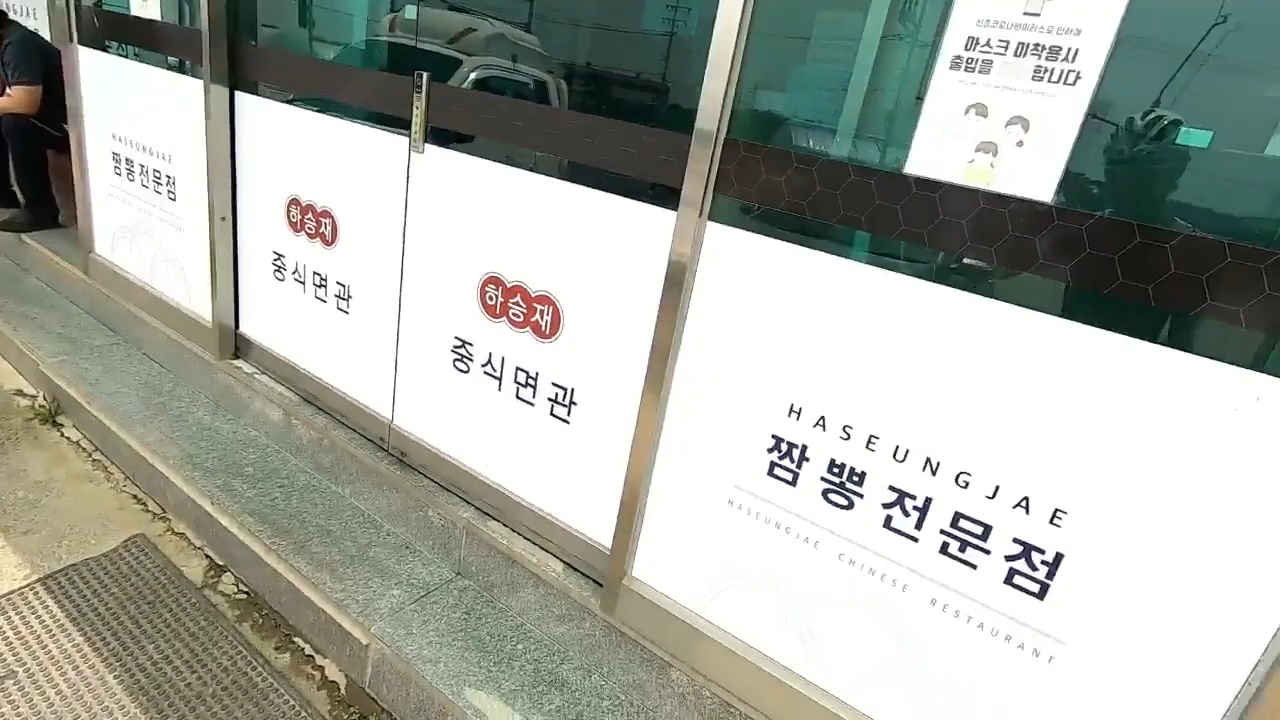 HASEUNGJAE
짬뽕전문점
하승재
중식면관
하승재
중식면관
신종코로나바이러스로 인하여
마스크 미착용시
출입을 합니다
HASEUNGJAE
짬뽕전문점
HASEUNGJAE CHINESE RESTAURANT